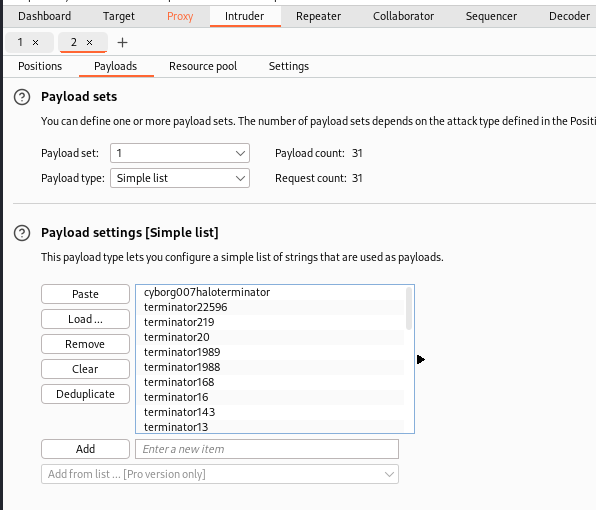 Dashboard Target Proxy Intruder Repeater Collaborator Sequencer Decoder
1 × 2 × +
Positions Payloads Resource pool Settings
? Payload sets
You can define one or more payload sets. The number of payload sets depends on the attack type defined in the Positi
Payload set: 1 Payload count: 31
Payload type: Simple list Request count: 31
? Payload settings [Simple list]
This payload type lets you configure a simple list of strings that are used as payloads.
Paste
Load ...
Remove
Clear
Deduplicate
cyborg007haloterminator
terminator22596
terminator219
terminator20
terminator1989
terminator1988
terminator168
terminator16
terminator143
terminator13
Add Enter a new item
Add from list ... [Pro version only]